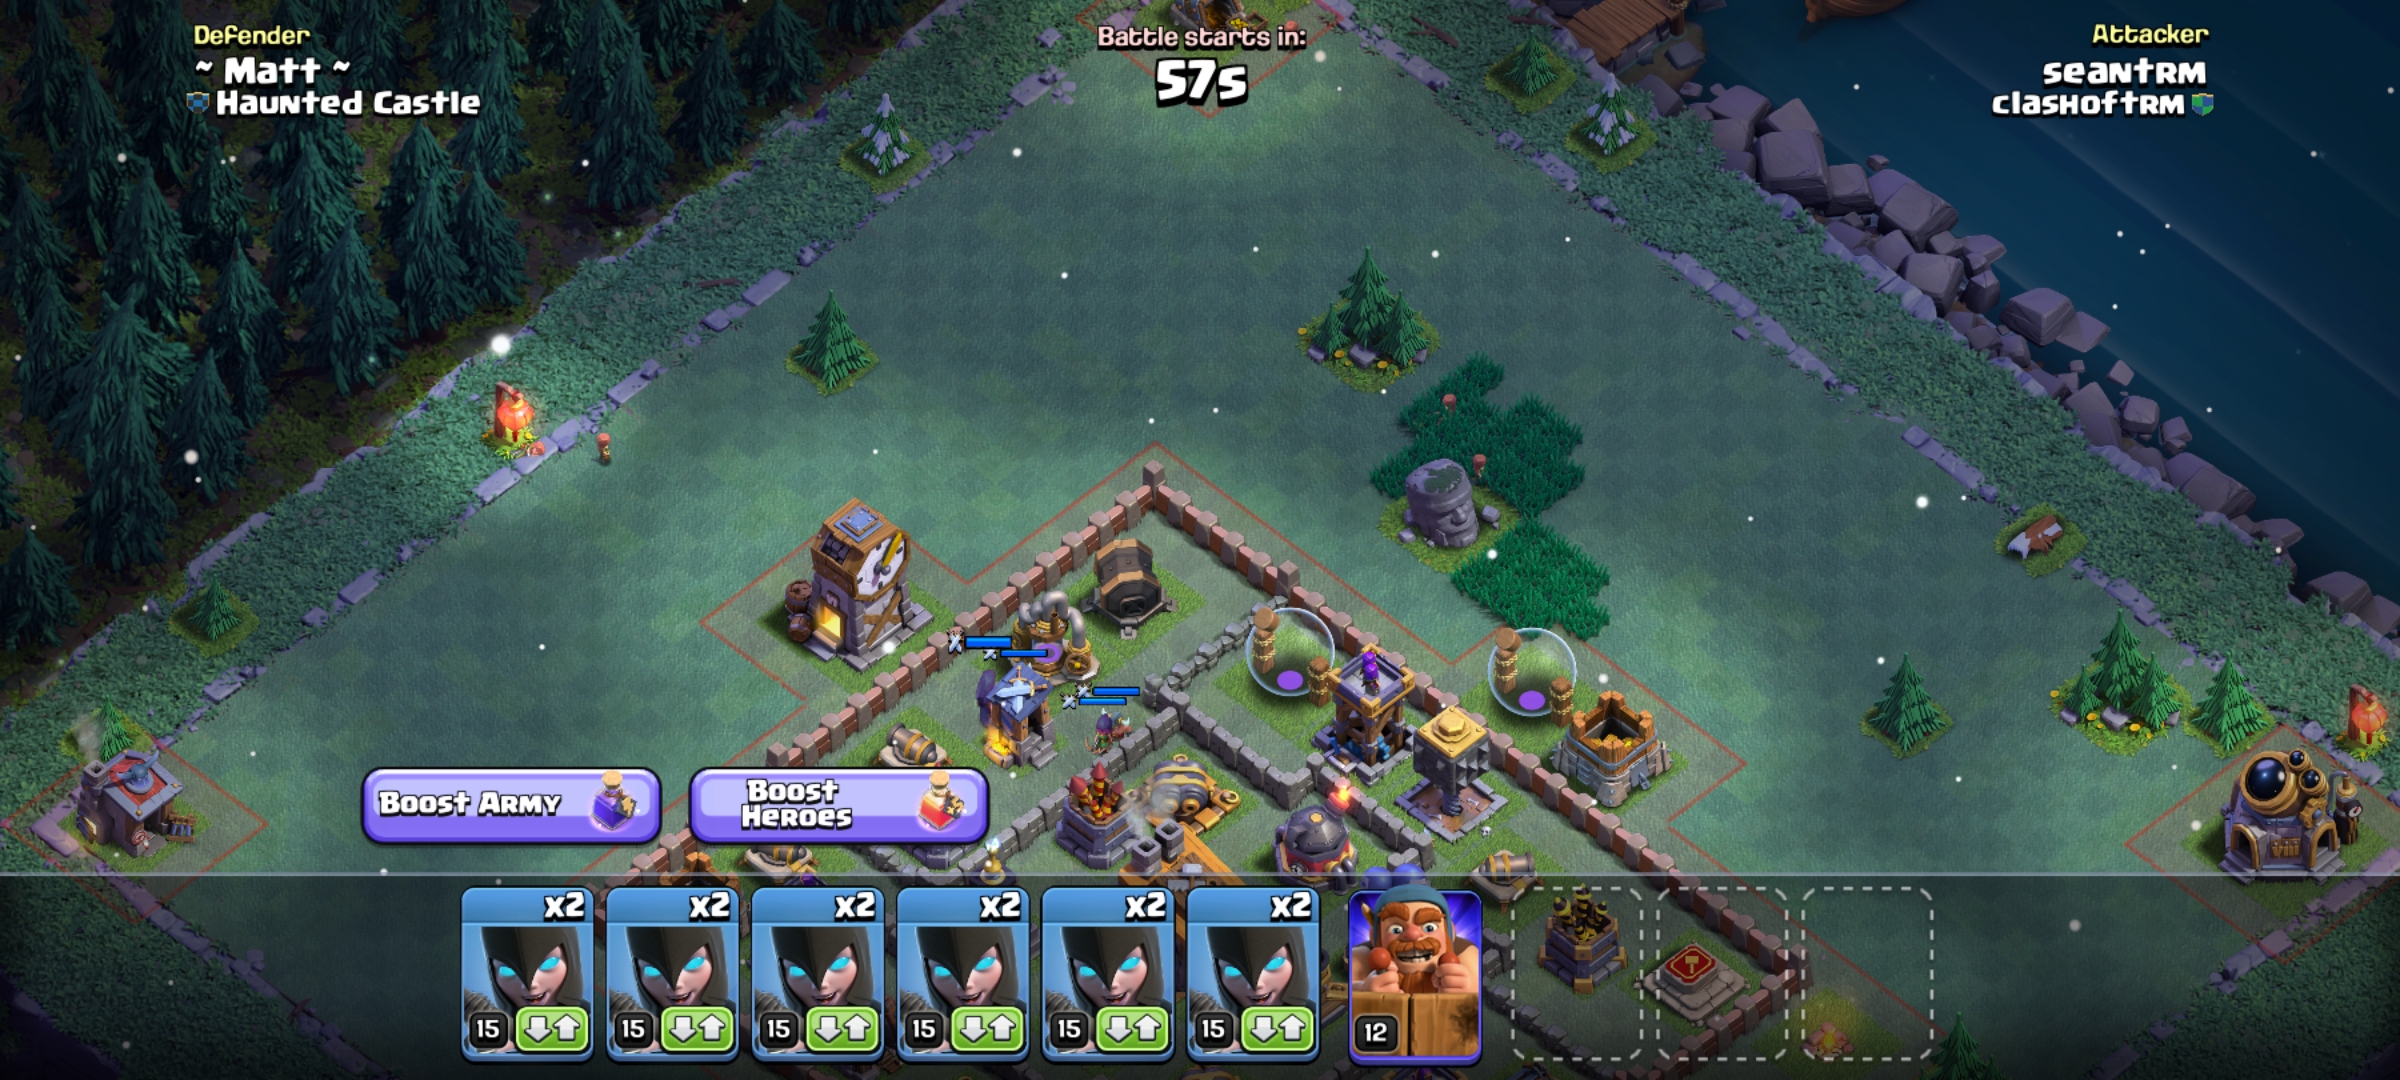 Defender
~ Matt ~
Haunted Castle
Battle starts in:
57s
Attacker
seantRM
clashoftRM
Boost Army
Boost
Heroes
x2
x2
x2
x2
x2
x2
15
15
15
15
15
15
12